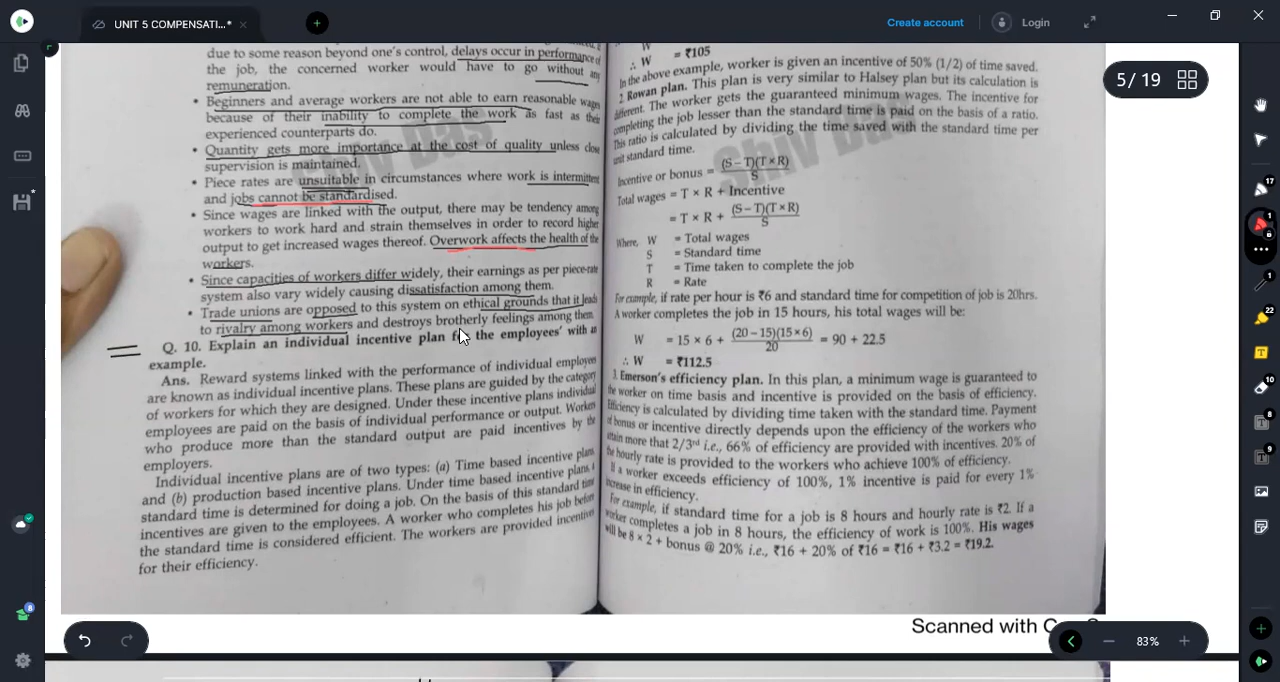 UNIT 5 COMPENSATI...*
Create account
Login
5 / 19
due to some reason beyond one's control, delays occur in performance of
the job, the concerned worker would have to go without any
remuneration.
• Beginners and average workers are not able to earn reasonable wages
because of their inability to complete the work as fast as their
experienced counterparts do.
• Quantity gets more importance at the cost of quality unless close
supervision is maintained.
• Piece rates are unsuitable in circumstances where work is intermittent
and jobs cannot be standardised.
• Since wages are linked with the output, there may be tendency among
workers to work hard and strain themselves in order to record higher
output to get increased wages thereof. Overwork affects the health of the
workers.
• Since capacities of workers differ widely, their earnings as per piece-rate
system also vary widely causing dissatisfaction among them.
• Trade unions are opposed to this system on ethical grounds that it leads
to rivalry among workers and destroys brotherly feelings among them.
Q. 10. Explain an individual incentive plan the employees' with an
example.
Ans. Reward systems linked with the performance of individual employees
are known as individual incentive plans. These plans are guided by the category
of workers for which they are designed. Under these incentive plans individual
employees are paid on the basis of individual performance or output. Workers
who produce more than the standard output are paid incentives by the
employers.
Individual incentive plans are of two types: (a) Time based incentive plans
and (b) production based incentive plans. Under time based incentive plans, a
standard time is determined for doing a job. On the basis of this standard time
incentives are given to the employees. A worker who completes his job before
the standard time is considered efficient. The workers are provided incentives
for their efficiency.
W
∴ W = ₹105
In the above example, worker is given an incentive of 50% (1/2) of time saved.
2. Rowan plan. This plan is very similar to Halsey plan but its calculation is
different. The worker gets the guaranteed minimum wages. The incentive for
completing the job lesser than the standard time is paid on the basis of a ratio.
This ratio is calculated by dividing the time saved with the standard time per
unit standard time.
Incentive or bonus = (S – T)(T × R) / S
Total wages = T × R + Incentive
= T × R + (S – T)(T × R) / S
Where, W = Total wages
S = Standard time
T = Time taken to complete the job
R = Rate
For example, if rate per hour is ₹6 and standard time for competition of job is 20hrs.
A worker completes the job in 15 hours, his total wages will be:
W = 15 × 6 + (20 – 15)(15 × 6) / 20 = 90 + 22.5
∴ W = ₹112.5
3. Emerson's efficiency plan. In this plan, a minimum wage is guaranteed to
the worker on time basis and incentive is provided on the basis of efficiency.
Efficiency is calculated by dividing time taken with the standard time. Payment
of bonus or incentive directly depends upon the efficiency of the workers who
attain more that 2/3rd i.e., 66% of efficiency are provided with incentives. 20% of
the hourly rate is provided to the workers who achieve 100% of efficiency.
If a worker exceeds efficiency of 100%, 1% incentive is paid for every 1%
increase in efficiency.
For example, if standard time for a job is 8 hours and hourly rate is ₹2. If a
worker completes a job in 8 hours, the efficiency of work is 100%. His wages
will be 8 × 2 + bonus @ 20% i.e., ₹16 + 20% of ₹16 = ₹16 + ₹3.2 = ₹19.2.
Shiv Das
Shiv Das
Scanned with
83%
17
1
1
22
10
8
9
8